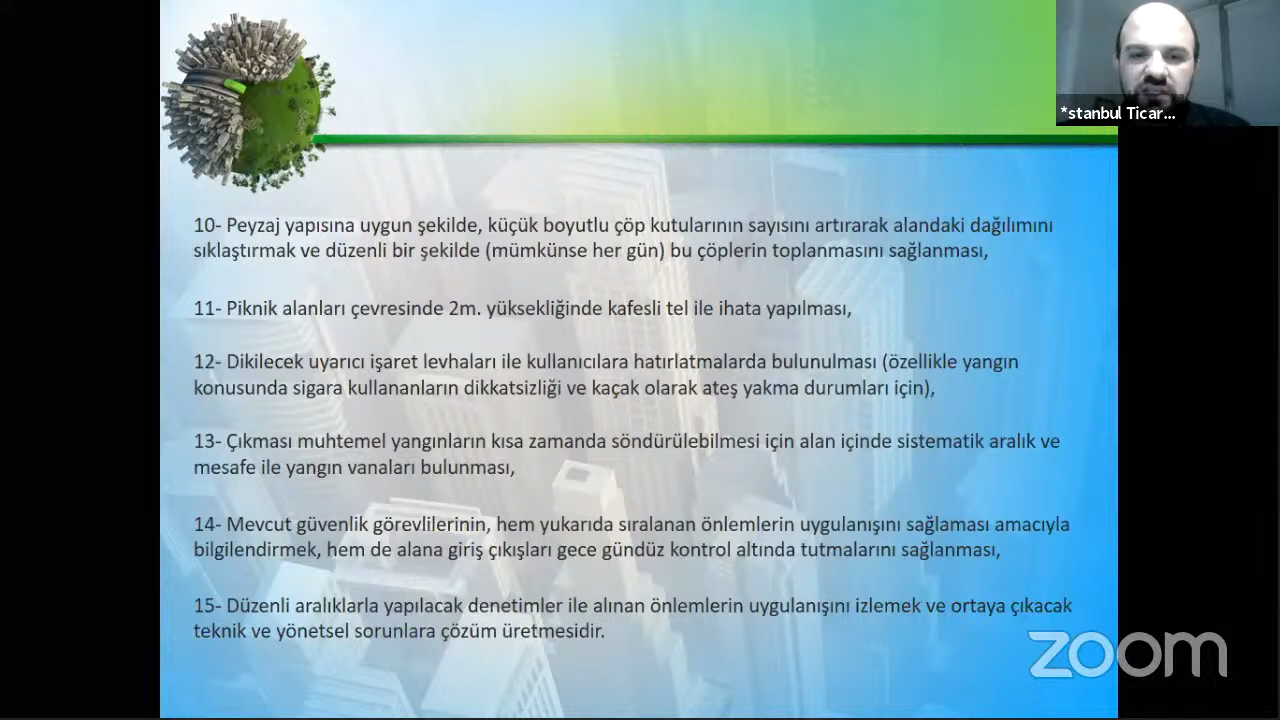 *stanbul Ticar...
10- Peyzaj yapısına uygun şekilde, küçük boyutlu çöp kutularının sayısını artırarak alandaki dağılımını
sıklaştırmak ve düzenli bir şekilde (mümkünse her gün) bu çöplerin toplanmasını sağlanması,
11- Piknik alanları çevresinde 2m. yüksekliğinde kafesli tel ile ihata yapılması,
12- Dikilecek uyarıcı işaret levhaları ile kullanıcılara hatırlatmalarda bulunulması (özellikle yangın
konusunda sigara kullananların dikkatsizliği ve kaçak olarak ateş yakma durumları için),
13- Çıkması muhtemel yangınların kısa zamanda söndürülebilmesi için alan içinde sistematik aralık ve
mesafe ile yangın vanaları bulunması,
14- Mevcut güvenlik görevlilerinin, hem yukarıda sıralanan önlemlerin uygulanışını sağlaması amacıyla
bilgilendirmek, hem de alana giriş çıkışları gece gündüz kontrol altında tutmalarını sağlanması,
15- Düzenli aralıklarla yapılacak denetimler ile alınan önlemlerin uygulanışını izlemek ve ortaya çıkacak
teknik ve yönetsel sorunlara çözüm üretmesidir.
zoom